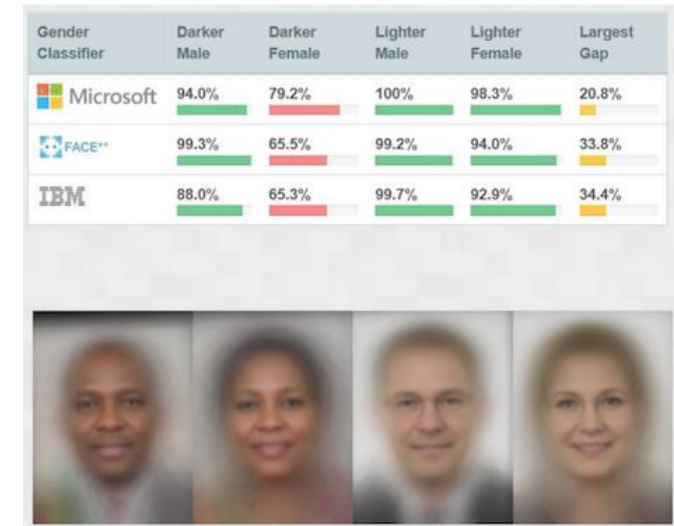 Gender Classifier Darker Male Darker Female Lighter Male Lighter Female Largest Gap
Microsoft 94.0% 79.2% 100% 98.3% 20.8%
FACE++ 99.3% 65.5% 99.2% 94.0% 33.8%
IBM 88.0% 65.3% 99.7% 92.9% 34.4%